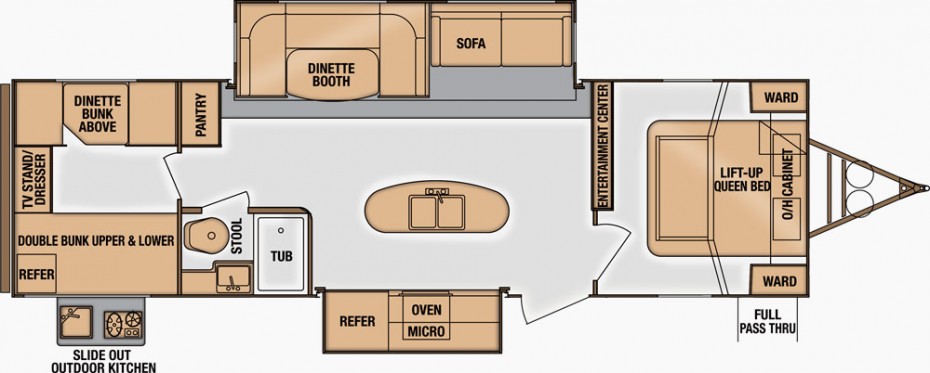 DINETTE
BOOTH
SOFA
DINETTE
BUNK
ABOVE
PANTRY
ENTERTAINMENT CENTER
WARD
TV STAND/
DRESSER
LIFT-UP
QUEEN BED
O/H CABINET
DOUBLE BUNK UPPER & LOWER
REFER
STOOL
TUB
WARD
REFER
OVEN
MICRO
FULL
PASS THRU
SLIDE OUT
OUTDOOR KITCHEN